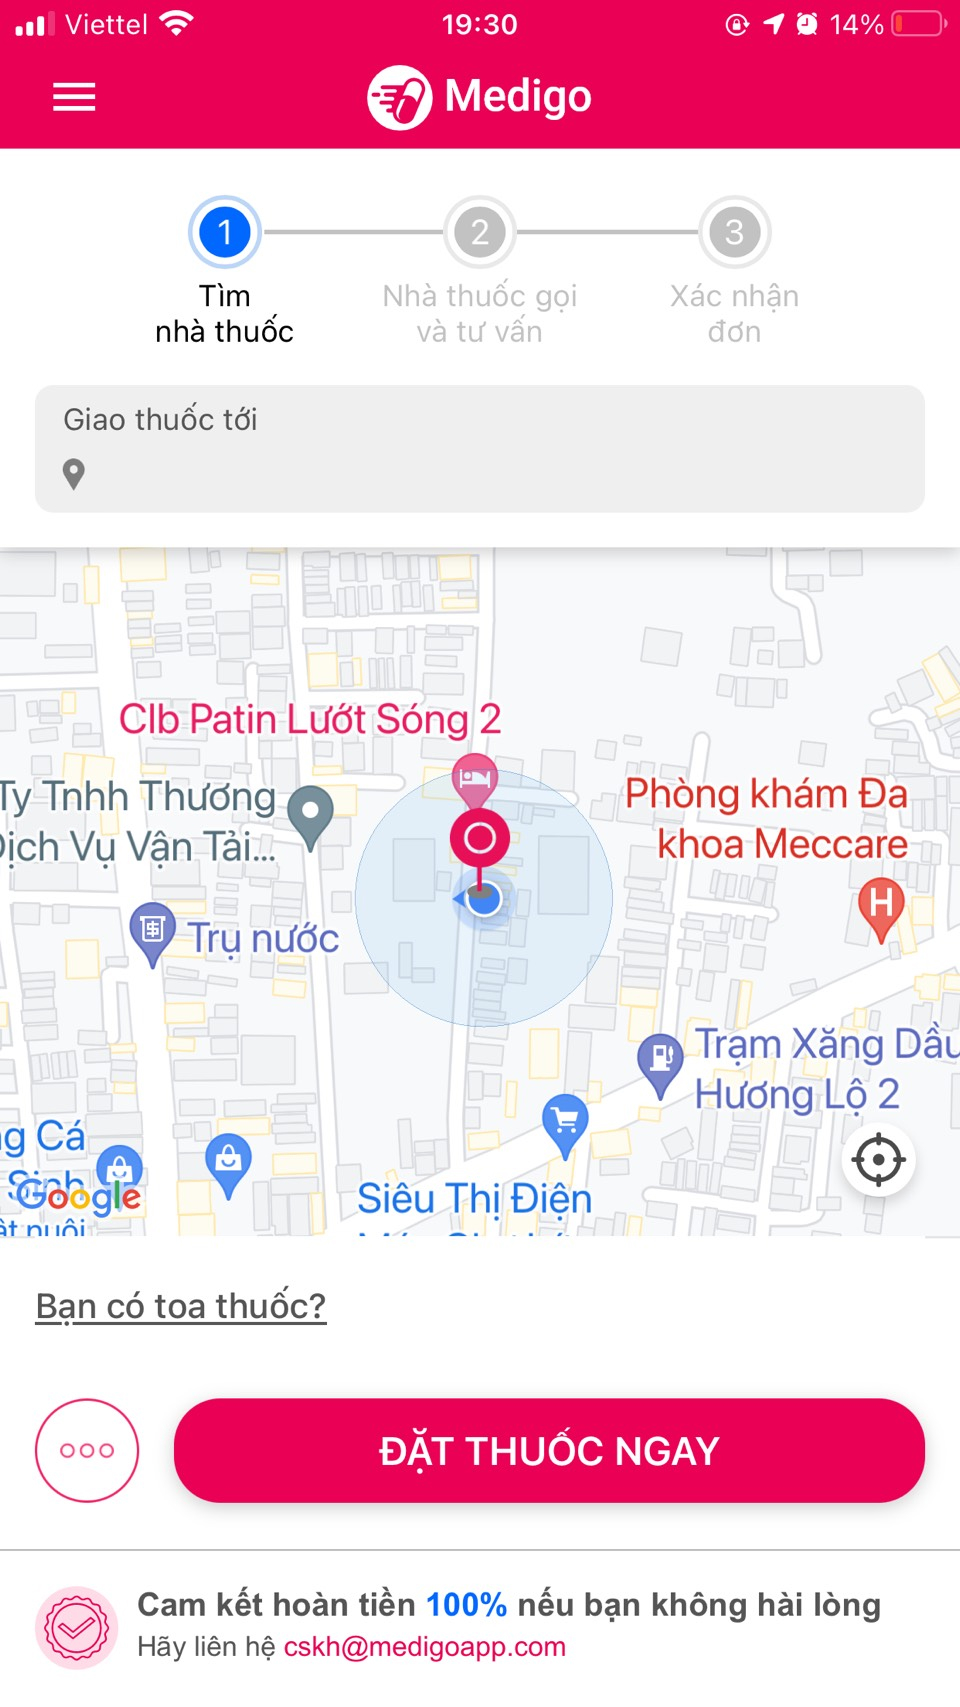 Viettel 19:30 14%
Medigo
1 2 3
Tìm
nhà thuốc
Nhà thuốc gọi
và tư vấn
Xác nhận
đơn
Giao thuốc tới
Clb Patin Lướt Sóng 2
Ty Tnhh Thương
Dịch Vụ Vận Tải...
Phòng khám Đa
khoa Meccare
H
Trụ nước
Trạm Xăng Dầu
Hương Lộ 2
ng Cá
Sinh
Google
Siêu Thị Điện
Bạn có toa thuốc?
ĐẶT THUỐC NGAY
Cam kết hoàn tiền 100% nếu bạn không hài lòng
Hãy liên hệ cskh@medigoapp.com